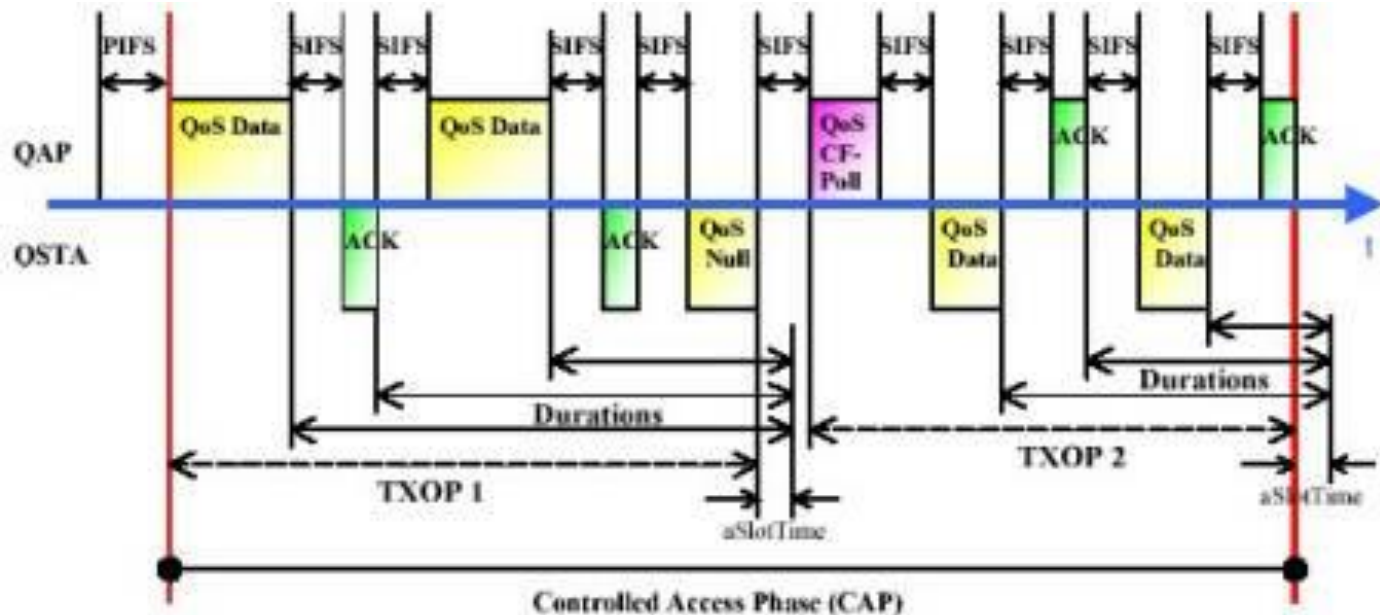 PIFS SIFS SIFS SIFS SIFS SIFS SIFS SIFS SIFS SIFS
QoS Data
QoS Data
QoS
CF-
Poll
ACK
ACK
QAP
QSTA
t
ACK
ACK
QoS
Null
QoS
Data
QoS
Data
Durations
Durations
TXOP 1
TXOP 2
aSlotTime
aSlotTime
Controlled Access Phase (CAP)